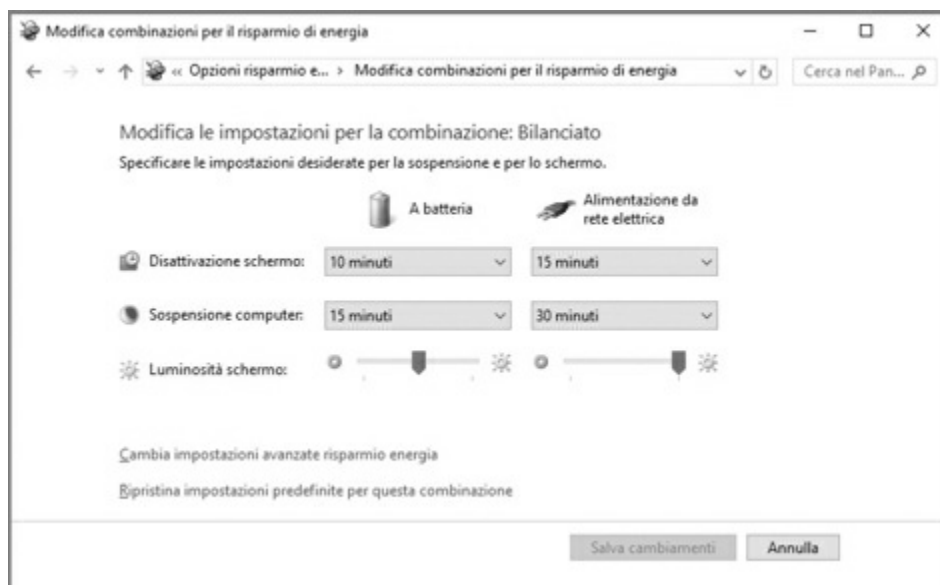 Modifica combinazioni per il risparmio di energia
« Opzioni risparmio e... › Modifica combinazioni per il risparmio di energia
Cerca nel Pan...
Modifica le impostazioni per la combinazione: Bilanciato
Specificare le impostazioni desiderate per la sospensione e per lo schermo.
A batteria
Alimentazione da
rete elettrica
Disattivazione schermo: 10 minuti 15 minuti
Sospensione computer: 15 minuti 30 minuti
Luminosità schermo:
Cambia impostazioni avanzate risparmio energia
Ripristina impostazioni predefinite per questa combinazione
Salva cambiamenti Annulla